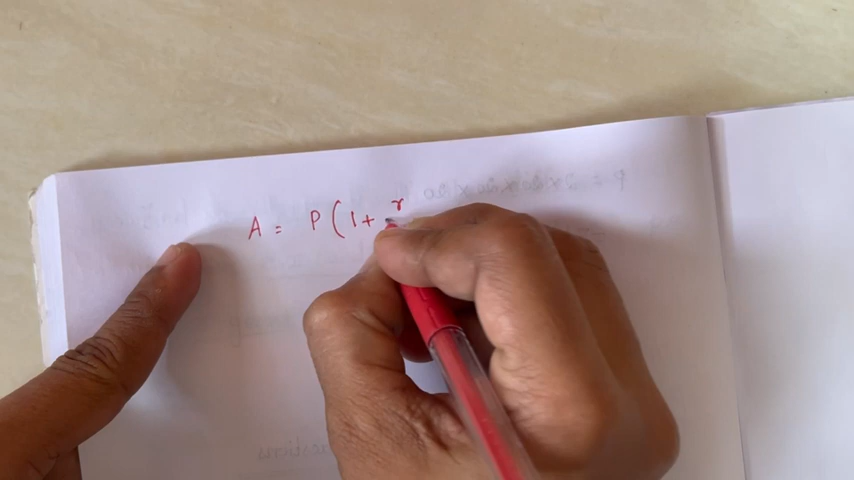 A = P ( 1 + r